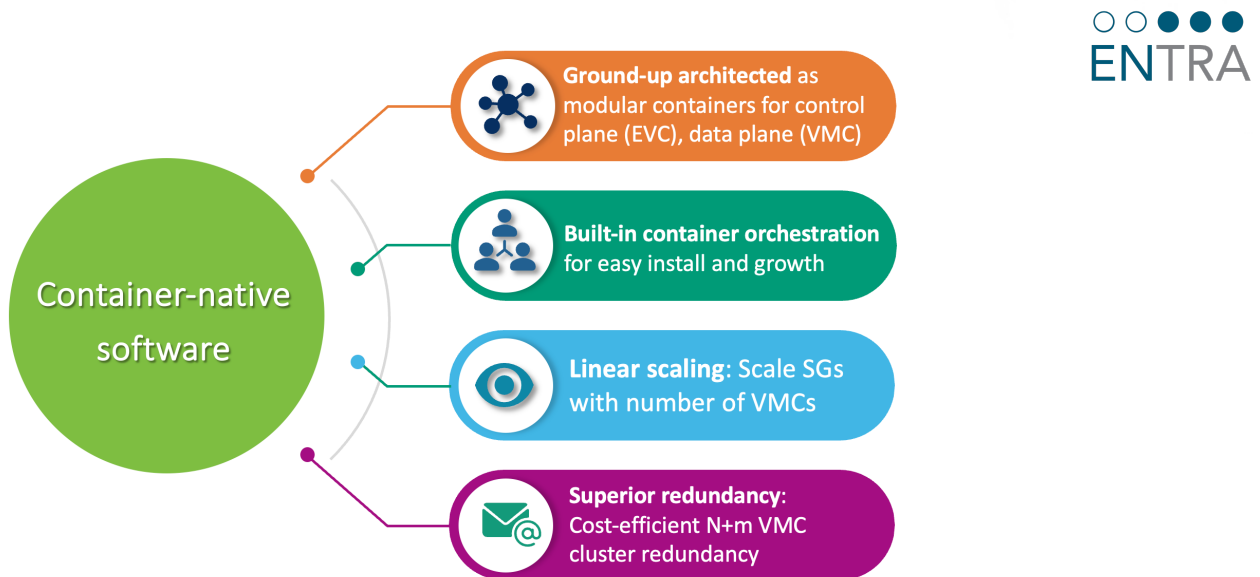 ENTRA
Ground-up architected as
modular containers for control
plane (EVC), data plane (VMC)
Container-native
software
Built-in container orchestration
for easy install and growth
Linear scaling: Scale SGs
with number of VMCs
Superior redundancy:
Cost-efficient N+m VMC
cluster redundancy